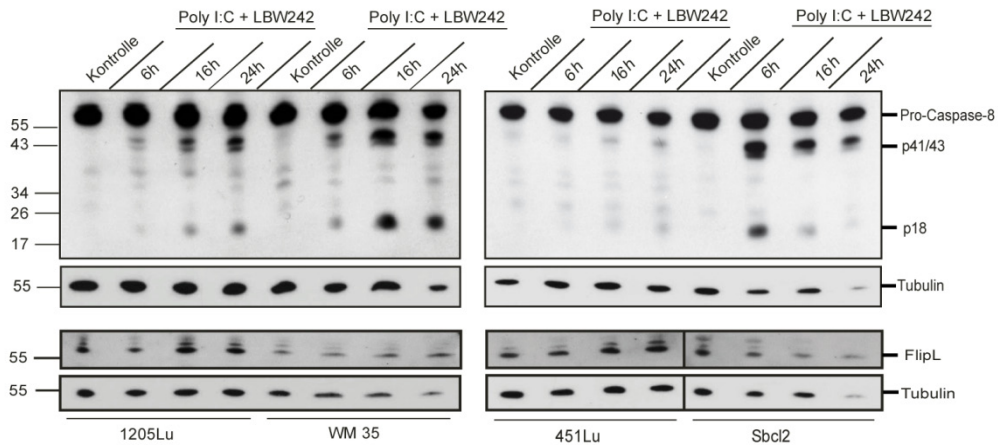 Poly I:C + LBW242 Poly I:C + LBW242 Poly I:C + LBW242 Poly I:C + LBW242
Kontrolle 6h 16h 24h Kontrolle 6h 16h 24h Kontrolle 6h 16h 24h Kontrolle 6h 16h 24h
55 Pro-Caspase-8
43 p41/43
34
26 p18
17
55 Tubulin
55 FlipL
55 Tubulin
1205Lu WM 35 451Lu Sbcl2